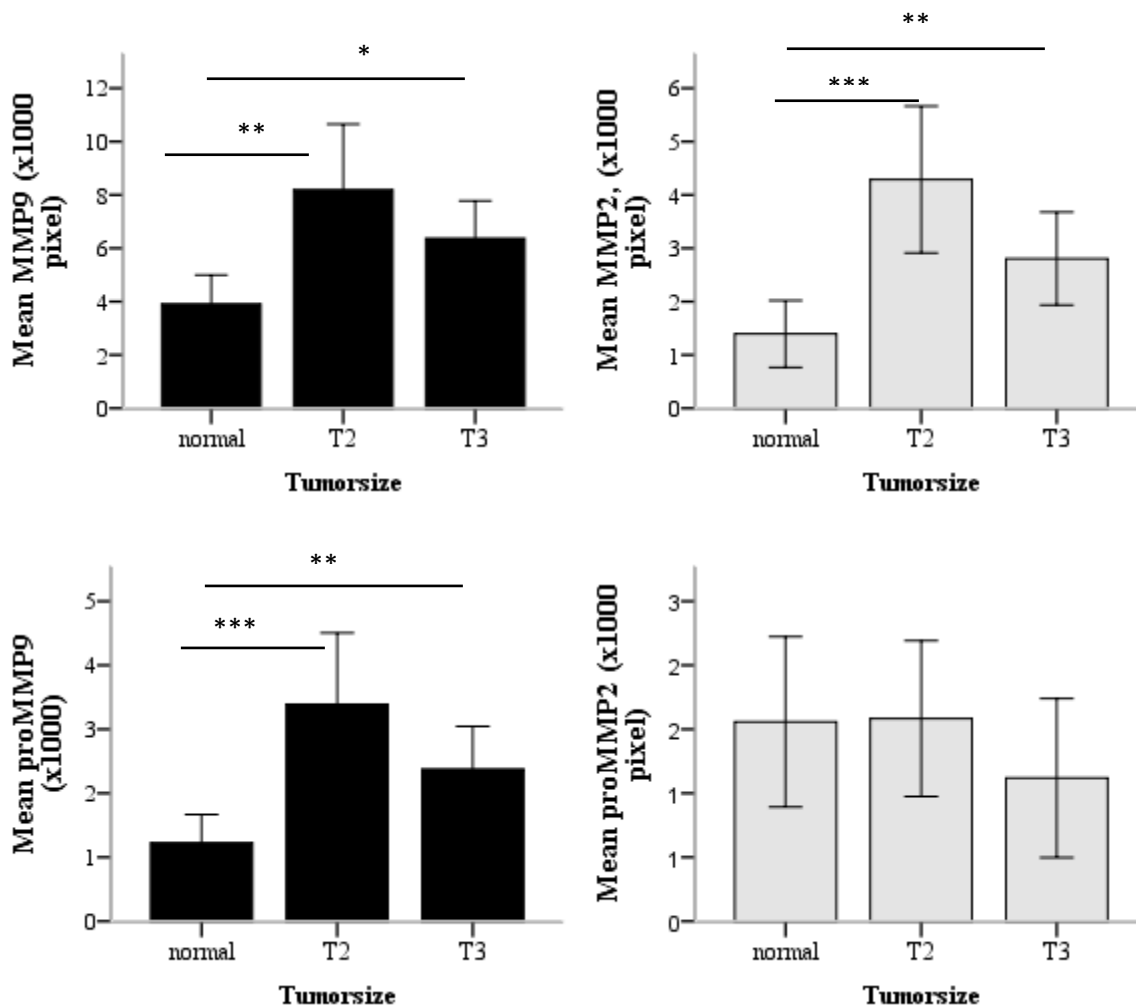 *
**
12
10
8
6
4
2
0
Mean MMP9 (x1000
pixel)
normal T2 T3
Tumorsize
**
***
6
5
4
3
2
1
0
Mean MMP2, (x1000
pixel)
normal T2 T3
Tumorsize
**
***
5
4
3
2
1
0
Mean proMMP9
(x1000)
normal T2 T3
Tumorsize
3
2
2
1
1
0
Mean proMMP2 (x1000
pixel)
normal T2 T3
Tumorsize